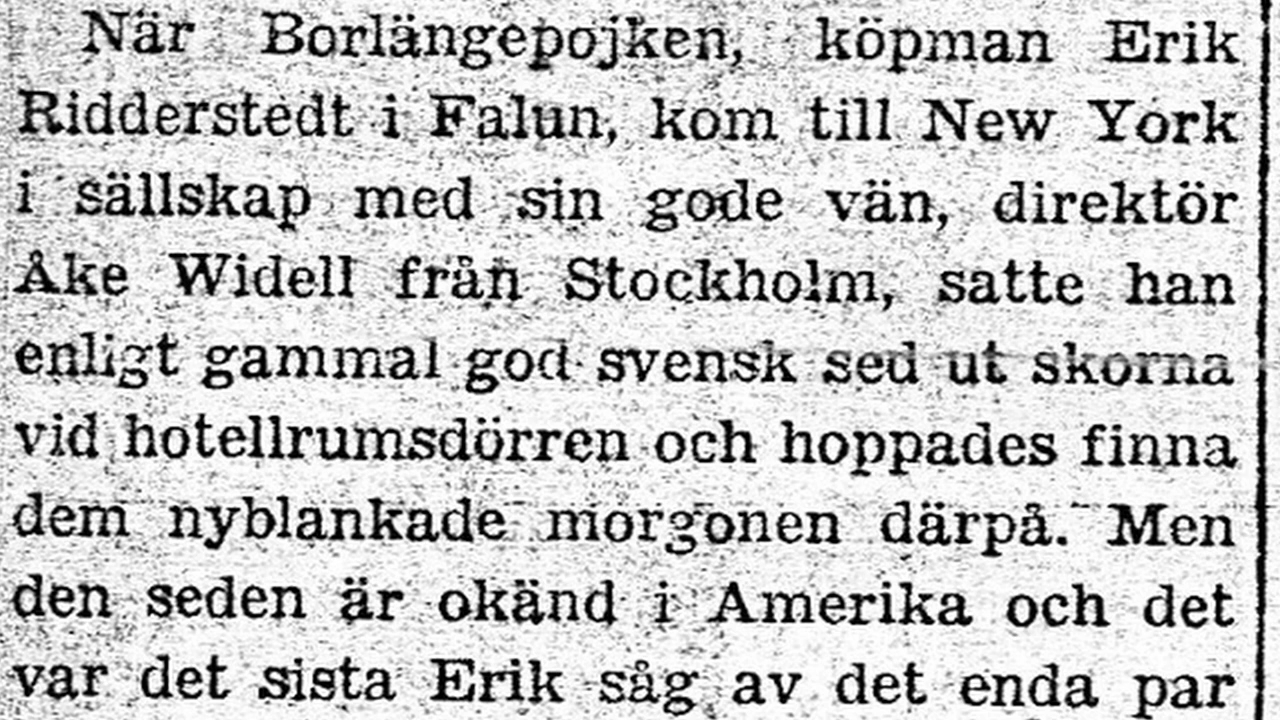 När Borlängepojken, köpman Erik
Ridderstedt i Falun, kom till New York
i sällskap med sin gode vän, direktör
Åke Widell från Stockholm, satte han
enligt gammal god svensk sed ut skorna
vid hotellrumsdörren och hoppades finna
dem nyblankade morgonen därpå. Men
den seden är okänd i Amerika och det
var det sista Erik såg av det enda par